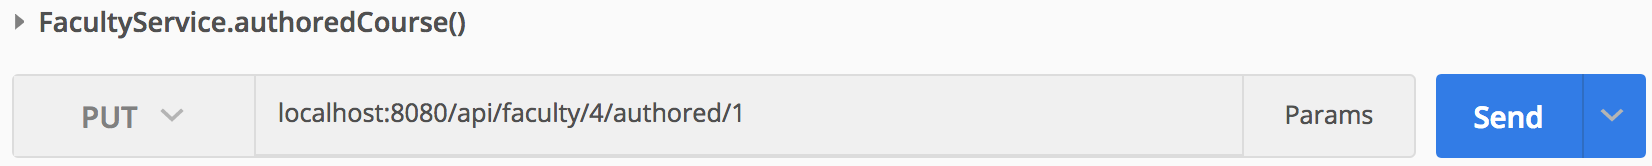 FacultyService.authoredCourse()
PUT localhost:8080/api/faculty/4/authored/1 Params Send